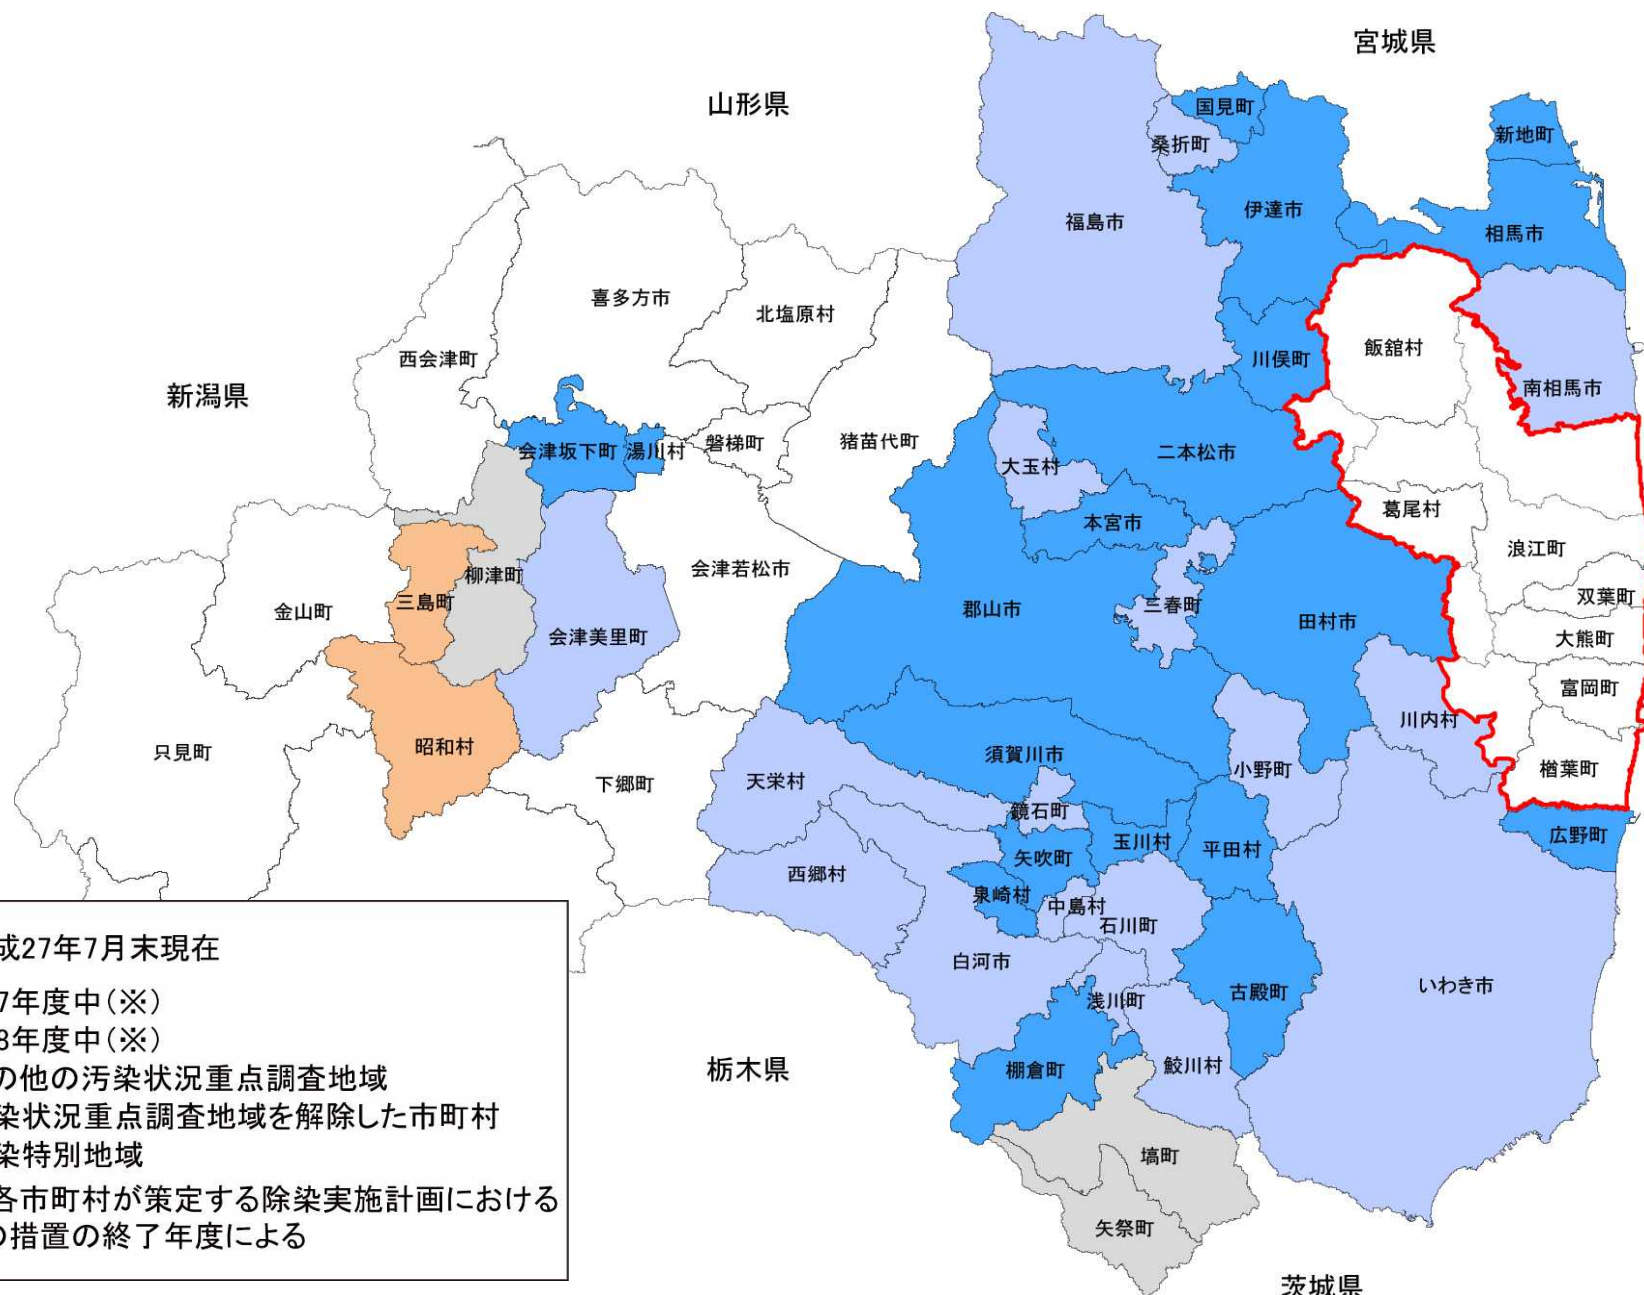 宮城県
山形県
国見町
新地町
桑折町
伊達市
福島市
相馬市
喜多方市
北塩原村
飯舘村
西会津町
川俣町
新潟県
南相馬市
猪苗代町
磐梯町
会津坂下町
湯川村
二本松市
大玉村
葛尾村
本宮市
浪江町
会津若松市
柳津町
双葉町
三島町
金山町
郡山市
三春町
田村市
会津美里町
大熊町
富岡町
川内村
昭和村
只見町
須賀川市
小野町
楢葉町
天栄村
下郷町
鏡石町
広野町
玉川村
平田村
矢吹町
西郷村
泉崎村
中島村
石川町
白河市
いわき市
古殿町
浅川町
鮫川村
棚倉町
栃木県
塙町
矢祭町
茨城県
成27年7月末現在
7年度中(※)
8年度中(※)
の他の汚染状況重点調査地域
染状況重点調査地域を解除した市町村
染特別地域
各市町村が策定する除染実施計画における
の措置の終了年度による